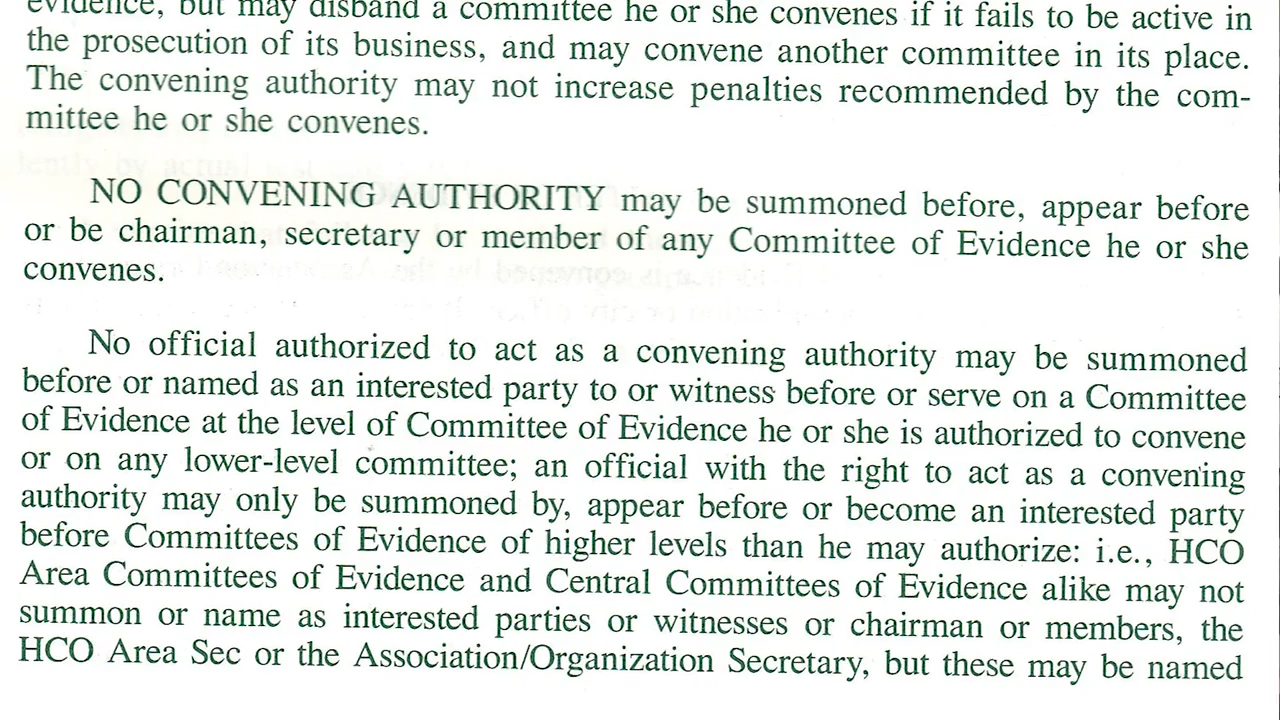 evidence, but may disband a committee he or she convenes if it fails to be active in
the prosecution of its business, and may convene another committee in its place.
The convening authority may not increase penalties recommended by the com-
mittee he or she convenes.
NO CONVENING AUTHORITY may be summoned before, appear before
or be chairman, secretary or member of any Committee of Evidence he or she
convenes.
No official authorized to act as a convening authority may be summoned
before or named as an interested party to or witness before or serve on a Committee
of Evidence at the level of Committee of Evidence he or she is authorized to convene
or on any lower-level committee; an official with the right to act as a convening
authority may only be summoned by, appear before or become an interested party
before Committees of Evidence of higher levels than he may authorize: i.e., HCO
Area Committees of Evidence and Central Committees of Evidence alike may not
summon or name as interested parties or witnesses or chairman or members, the
HCO Area Sec or the Association/Organization Secretary, but these may be named